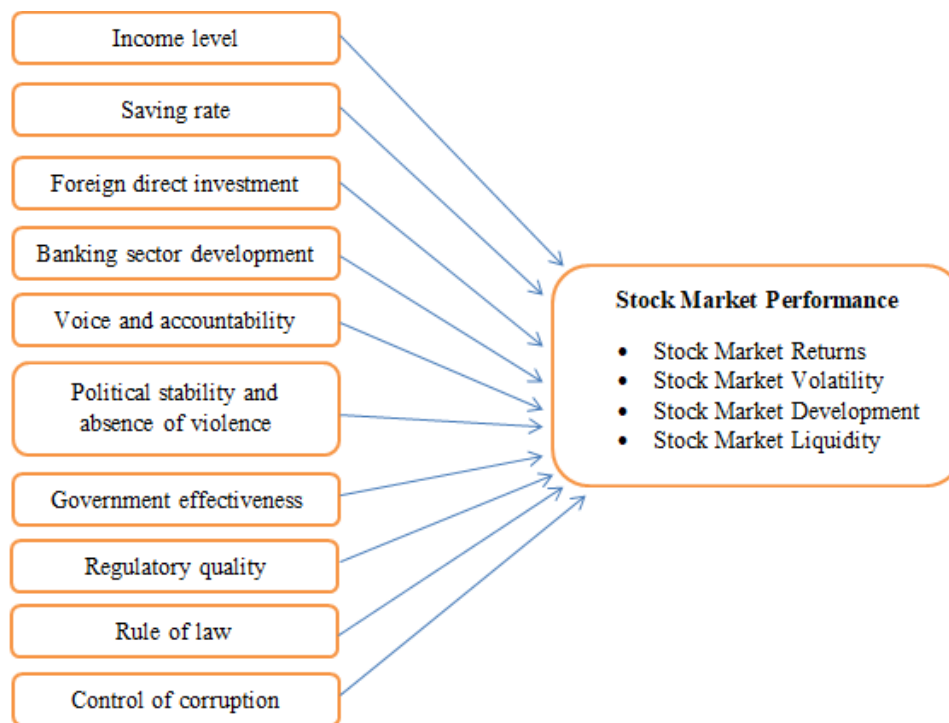 Income level
Saving rate
Foreign direct investment
Banking sector development
Voice and accountability
Political stability and
absence of violence
Government effectiveness
Regulatory quality
Rule of law
Control of corruption
Stock Market Performance
• Stock Market Returns
• Stock Market Volatility
• Stock Market Development
• Stock Market Liquidity